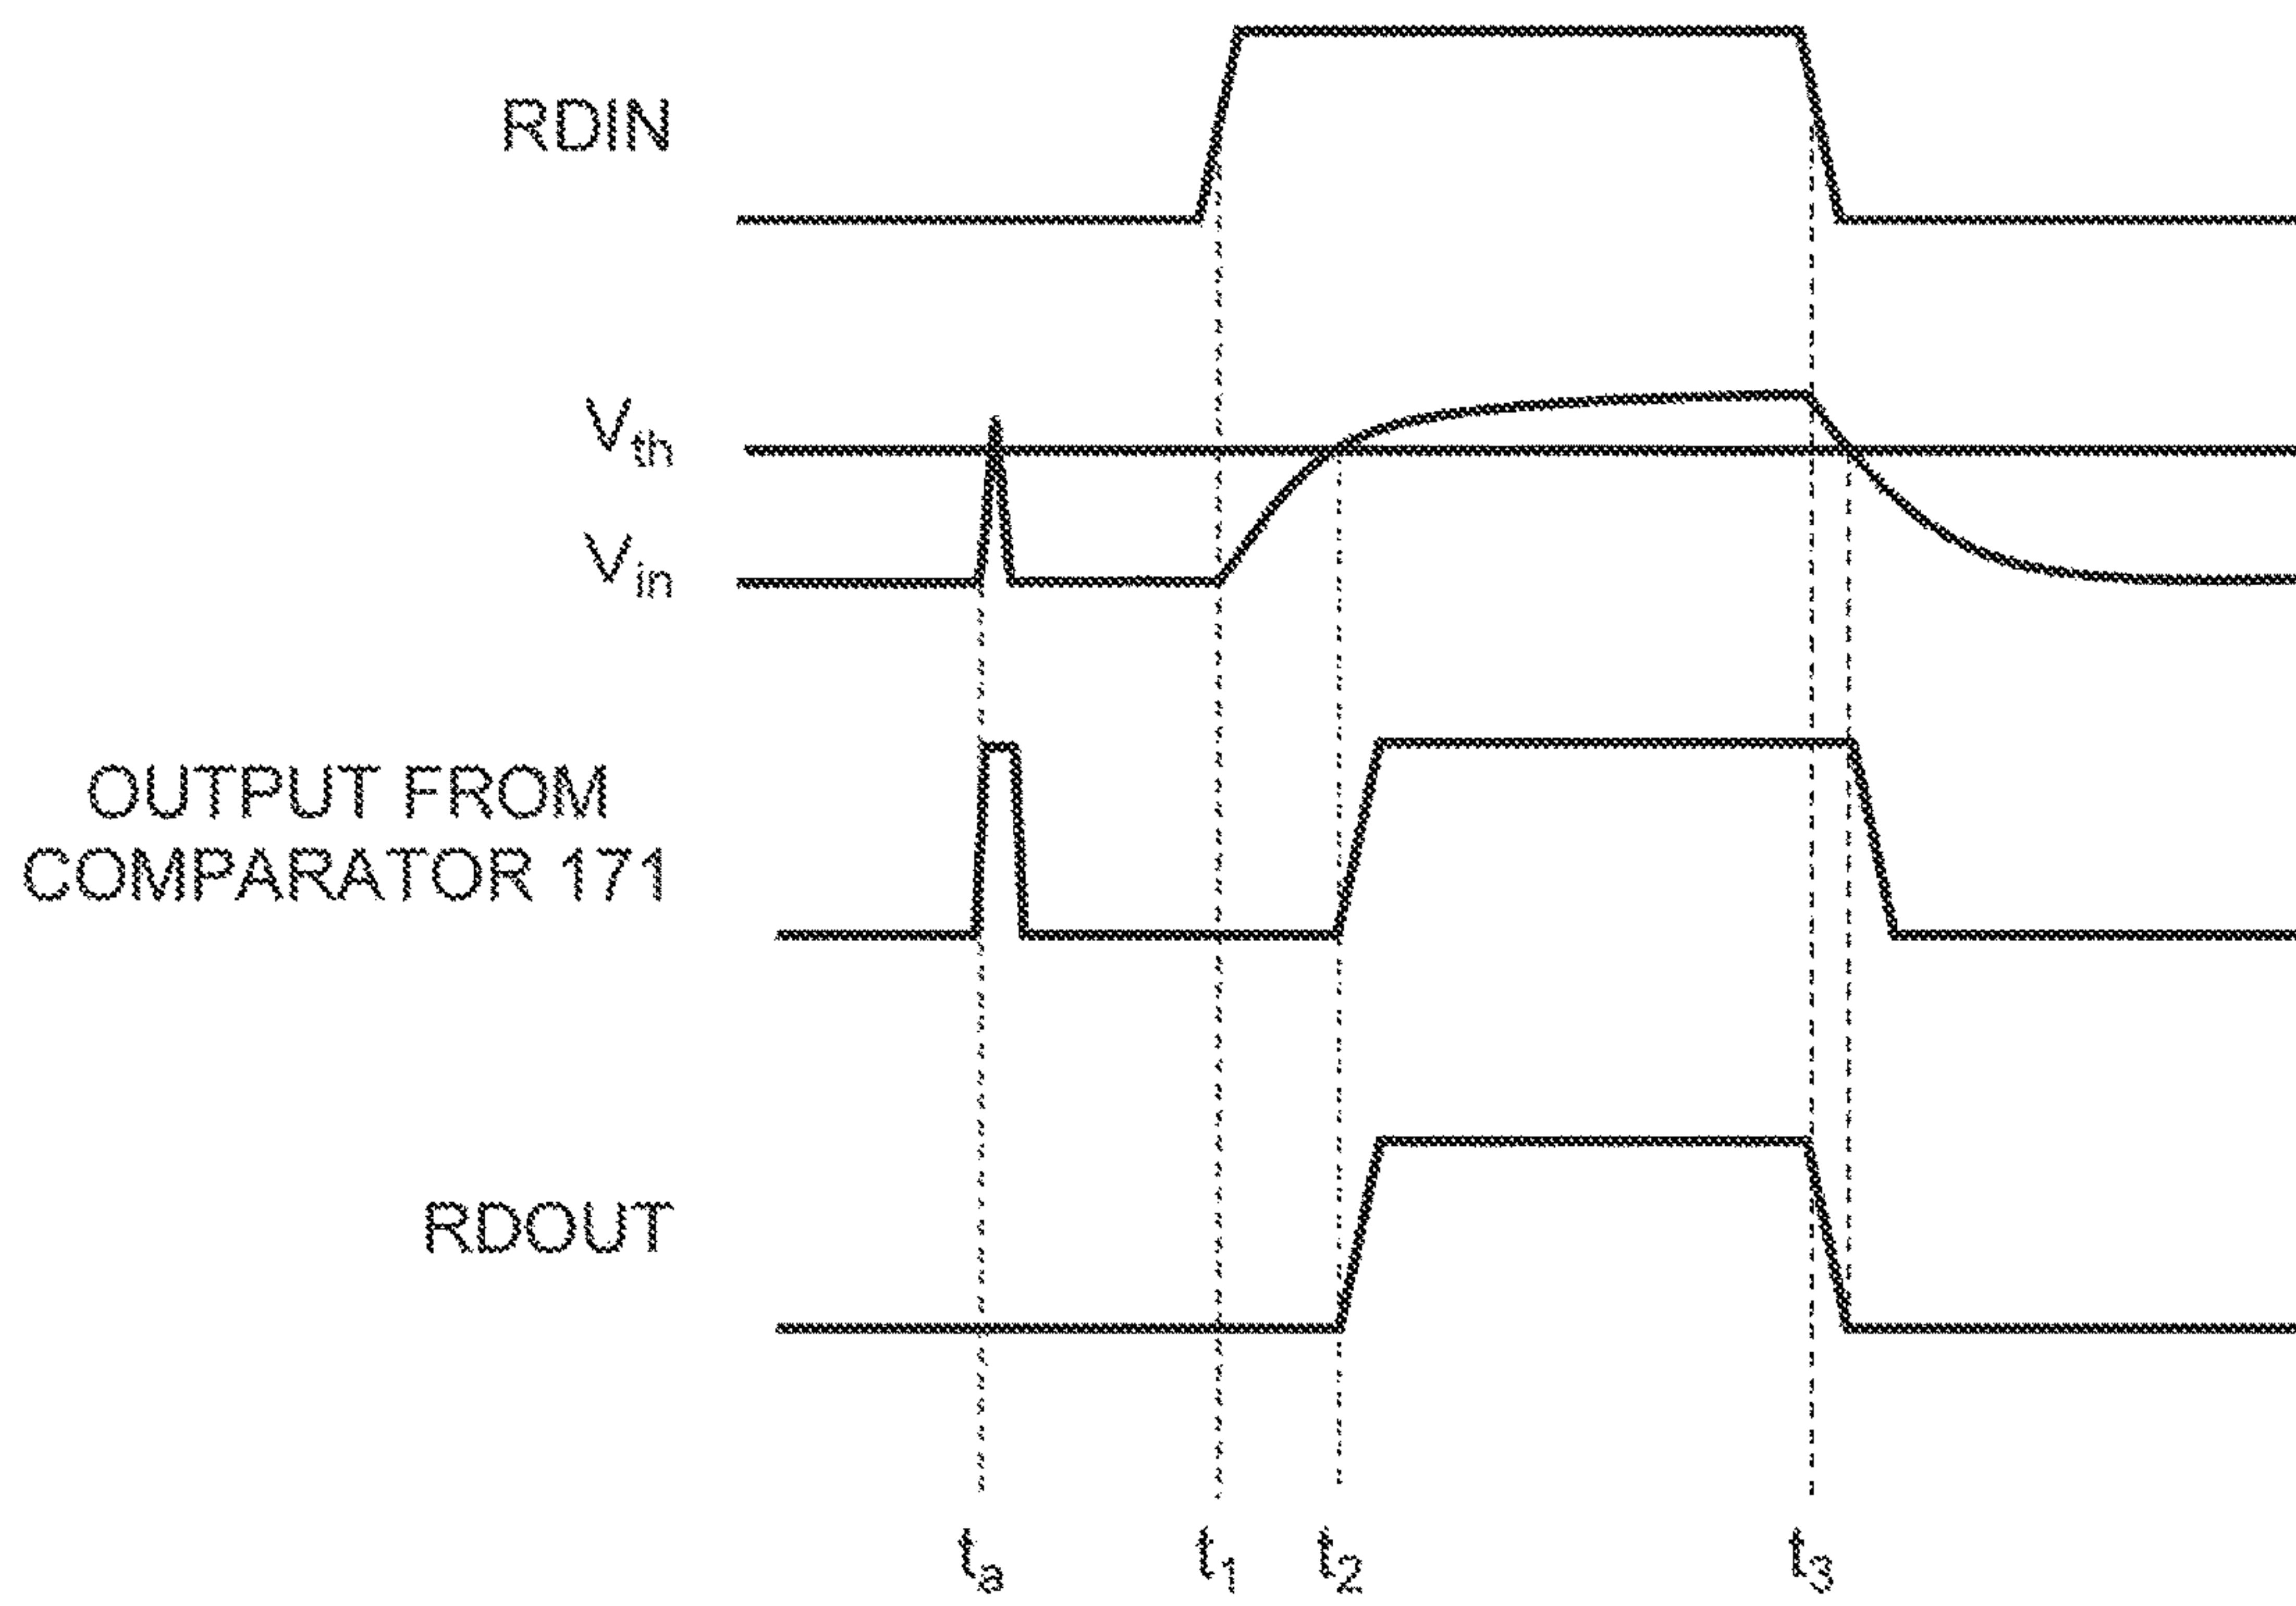 RDIN
Vth
Vin
OUTPUT FROM
COMPARATOR 171
RDOUT
ta t1 t2 t3